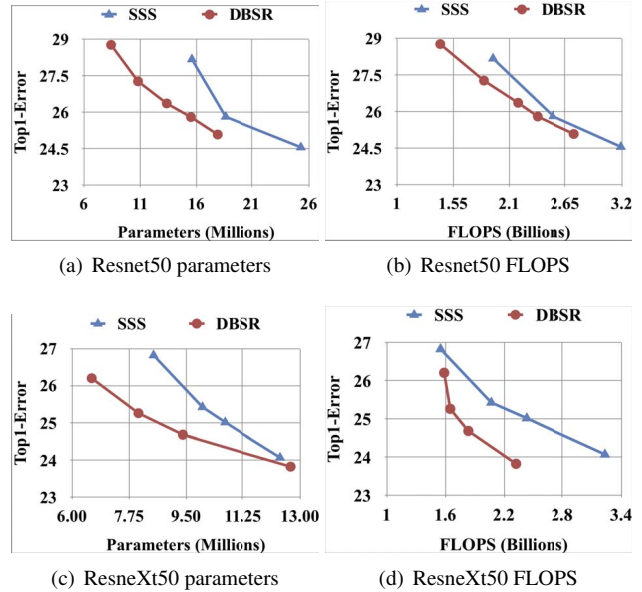 SSS DBSR
SSS DBSR
29
27.5
26
24.5
23
Top1-Error
6 11 16 21 26
Parameters (Millions)
29
27.5
26
24.5
23
Top1-Error
1 1.55 2.1 2.65 3.2
FLOPS (Billions)
(a) Resnet50 parameters
(b) Resnet50 FLOPS
SSS DBSR
SSS DBSR
27
26
25
24
23
Top1-Error
6.00 7.75 9.50 11.25 13.00
Parameters (Millions)
27
26
25
24
23
Top1-Error
1 1.6 2.2 2.8 3.4
FLOPS (Billions)
(c) ResneXt50 parameters
(d) ResneXt50 FLOPS